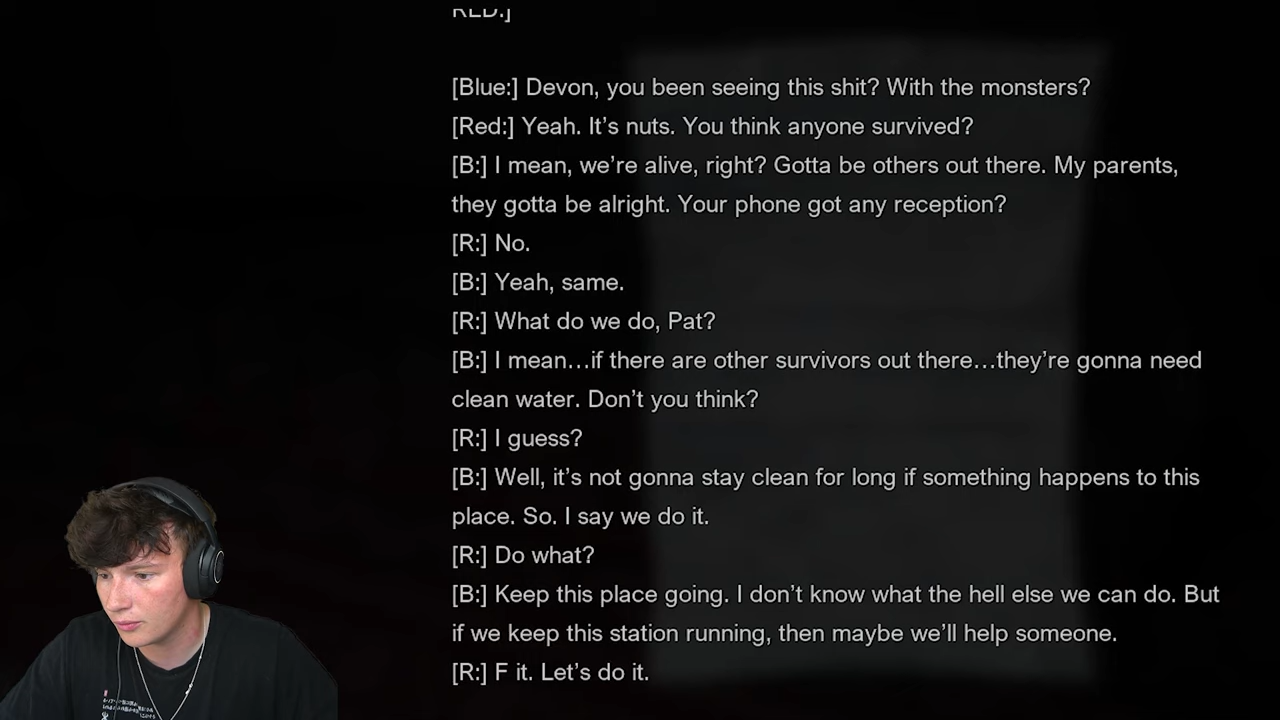 RED.]
[Blue:] Devon, you been seeing this shit? With the monsters?
[Red:] Yeah. It’s nuts. You think anyone survived?
[B:] I mean, we’re alive, right? Gotta be others out there. My parents,
they gotta be alright. Your phone got any reception?
[R:] No.
[B:] Yeah, same.
[R:] What do we do, Pat?
[B:] I mean…if there are other survivors out there…they’re gonna need
clean water. Don’t you think?
[R:] I guess?
[B:] Well, it’s not gonna stay clean for long if something happens to this
place. So. I say we do it.
[R:] Do what?
[B:] Keep this place going. I don’t know what the hell else we can do. But
if we keep this station running, then maybe we’ll help someone.
[R:] F it. Let’s do it.